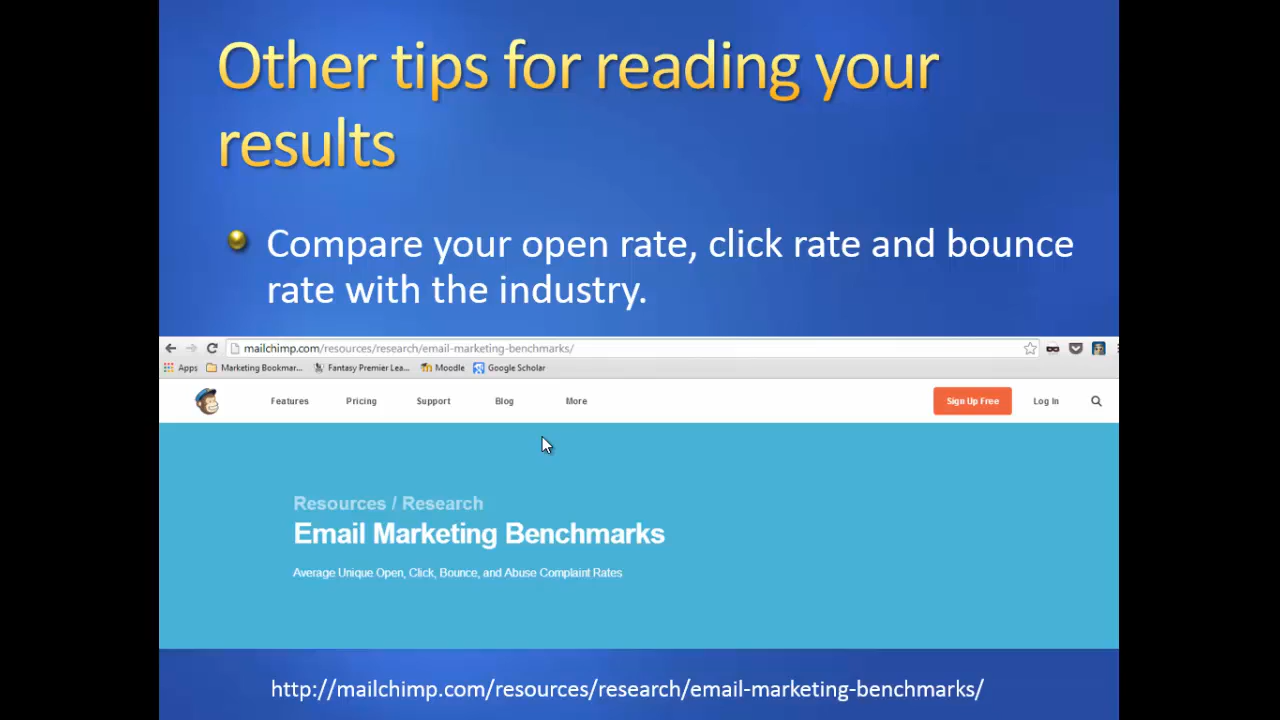 Other tips for reading your
results
Compare your open rate, click rate and bounce
rate with the industry.
mailchimp.com/resources/research/email-marketing-benchmarks/
Apps Marketing Bookmar... Fantasy Premier Lea... Moodle Google Scholar
Features Pricing Support Blog More Sign Up Free Log In
Resources / Research
Email Marketing Benchmarks
Average Unique Open, Click, Bounce, and Abuse Complaint Rates
http://mailchimp.com/resources/research/email-marketing-benchmarks/